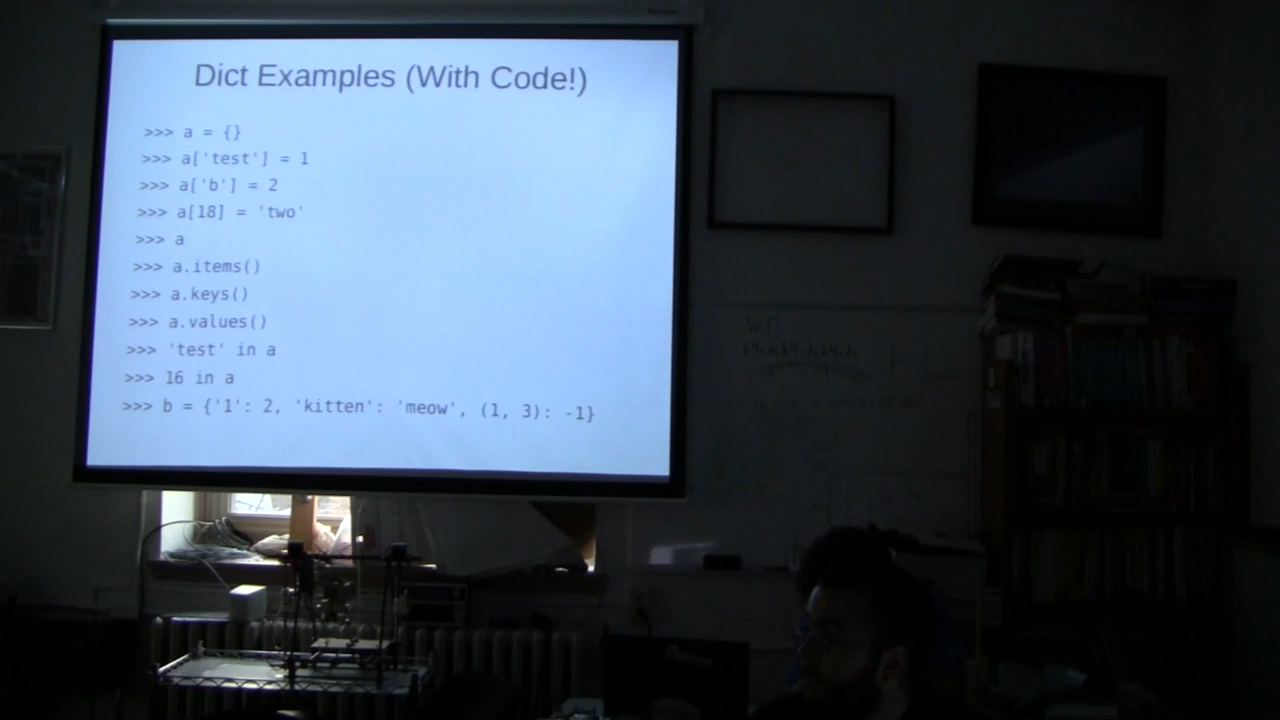 Dict Examples (With Code!)
>>> a = {}
>>> a['test'] = 1
>>> a['b'] = 2
>>> a[18] = 'two'
>>> a
>>> a.items()
>>> a.keys()
>>> a.values()
>>> 'test' in a
>>> 16 in a
>>> b = {'1': 2, 'kitten': 'meow', (1, 3): -1}